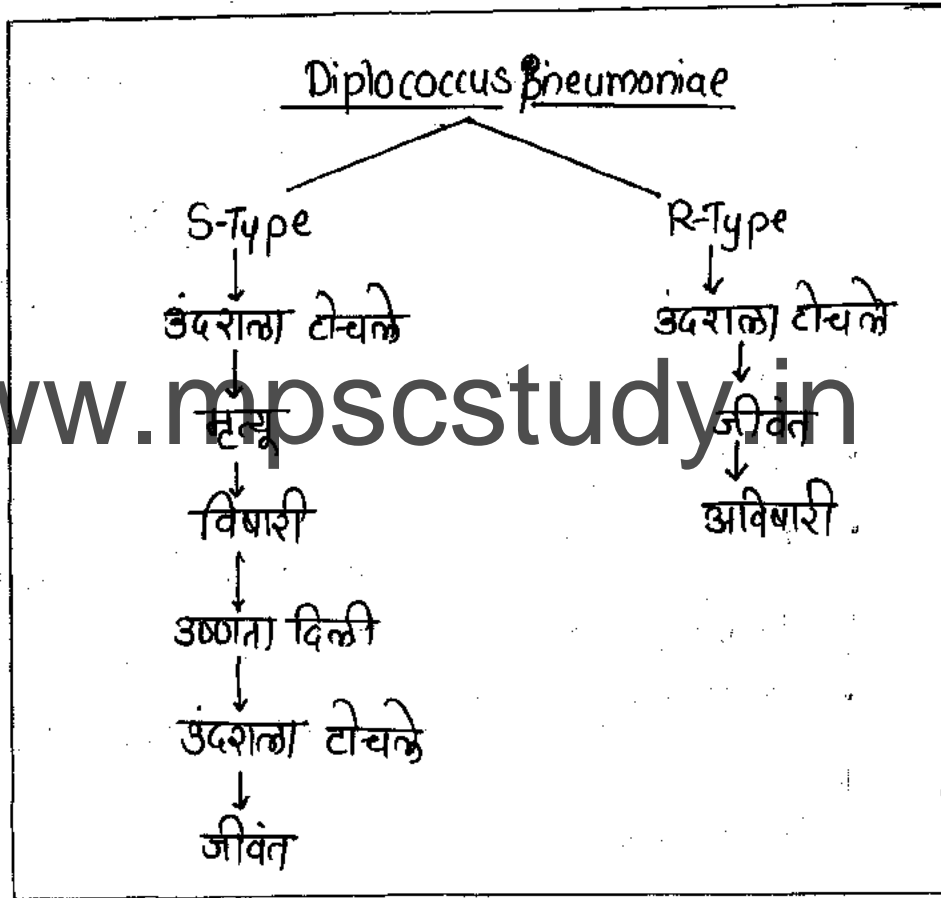 Diplococcus Pneumoniae
S-Type
R-Type
उंदराला टोचले
उंदराला टोचले
www.mpscstudy.in
मृत्यू
जीवंत
विषारी
अविषारी
उष्णता दिली
उंदराला टोचले
जीवंत